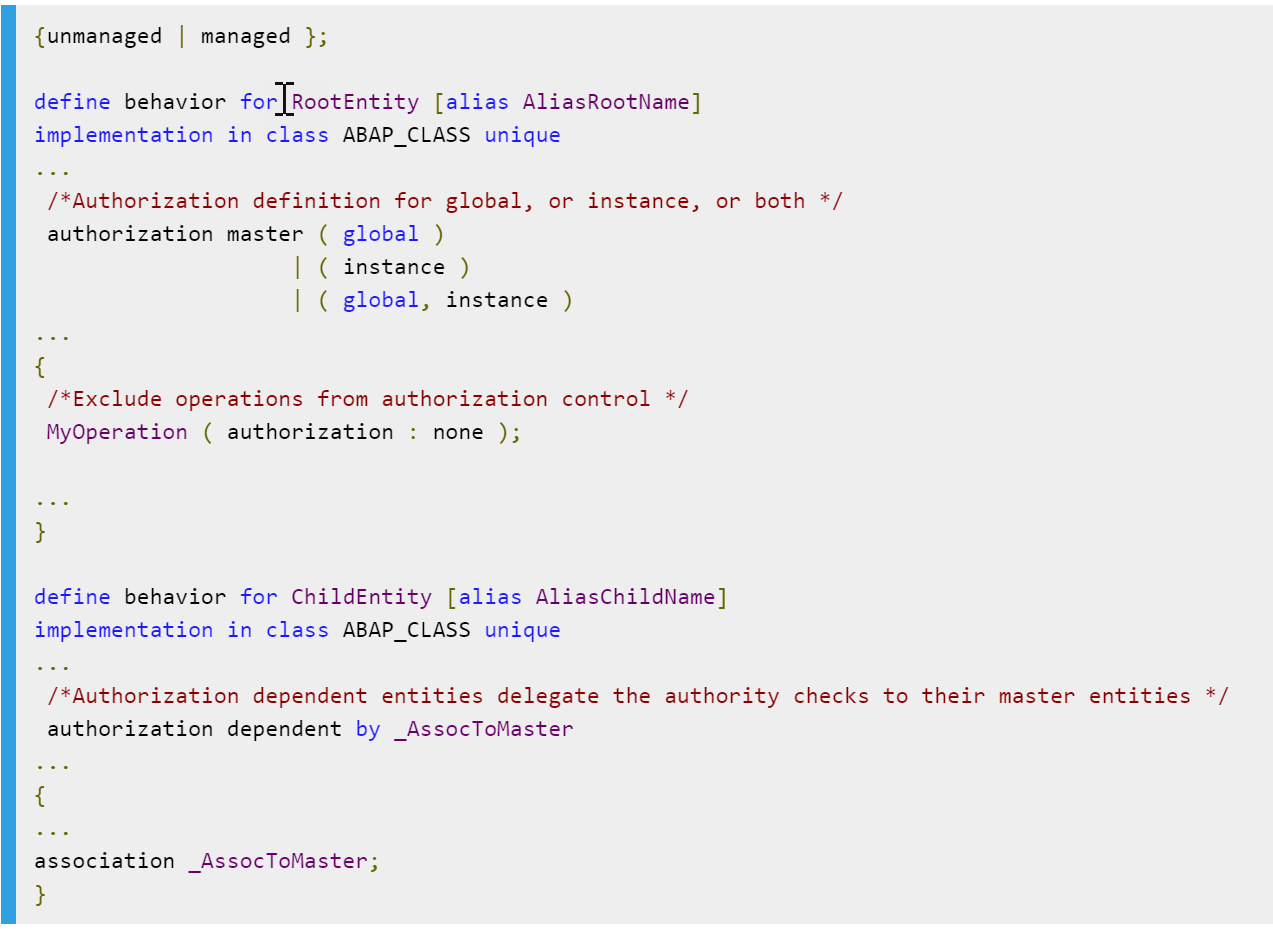 {unmanaged | managed };
define behavior for RootEntity [alias AliasRootName]
implementation in class ABAP_CLASS unique
...
/*Authorization definition for global, or instance, or both */
authorization master ( global )
| ( instance )
| ( global, instance )
...
{
/*Exclude operations from authorization control */
MyOperation ( authorization : none );
...
}
define behavior for ChildEntity [alias AliasChildName]
implementation in class ABAP_CLASS unique
...
/*Authorization dependent entities delegate the authority checks to their master entities */
authorization dependent by _AssocToMaster
...
{
...
association _AssocToMaster;
}